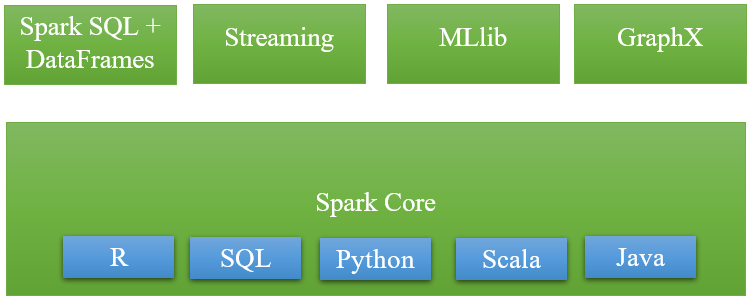 Spark SQL +
DataFrames
Streaming
MLlib
GraphX
Spark Core
R
SQL
Python
Scala
Java